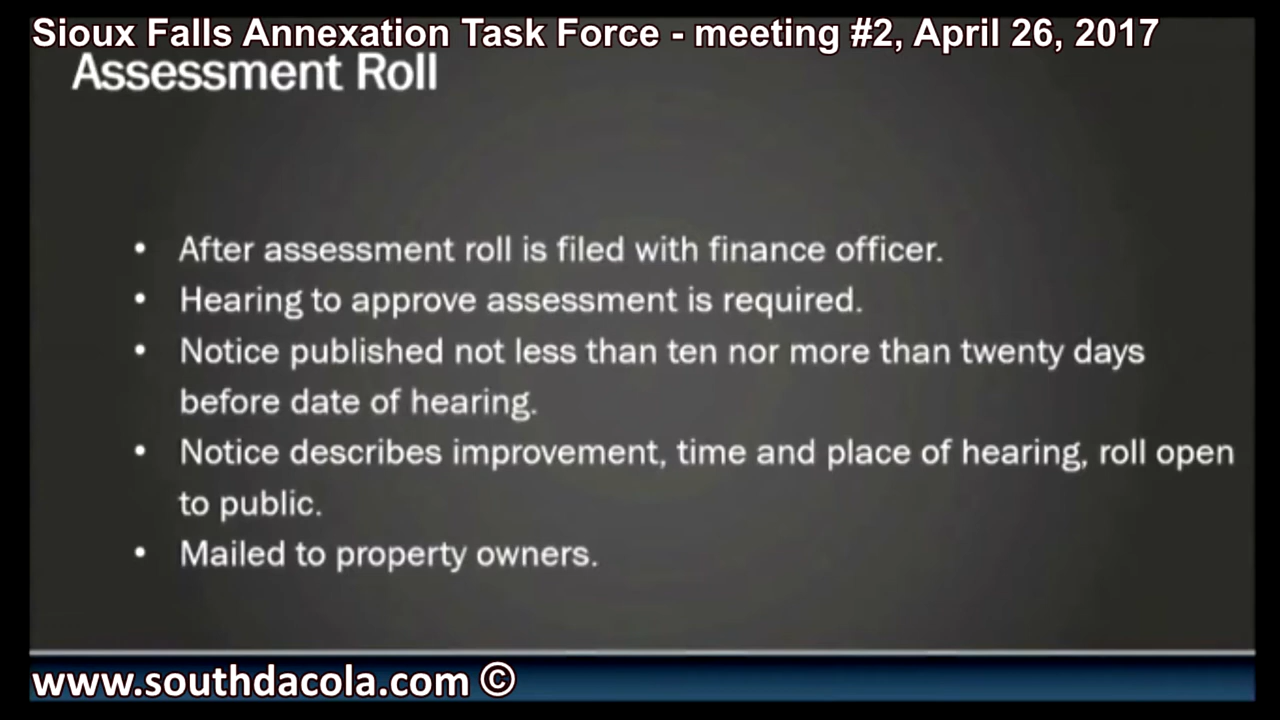 Sioux Falls Annexation Task Force - meeting #2, April 26, 2017
Assessment Roll
• After assessment roll is filed with finance officer.
• Hearing to approve assessment is required.
• Notice published not less than ten nor more than twenty days
before date of hearing.
• Notice describes improvement, time and place of hearing, roll open
to public.
• Mailed to property owners.
www.southdacola.com ©